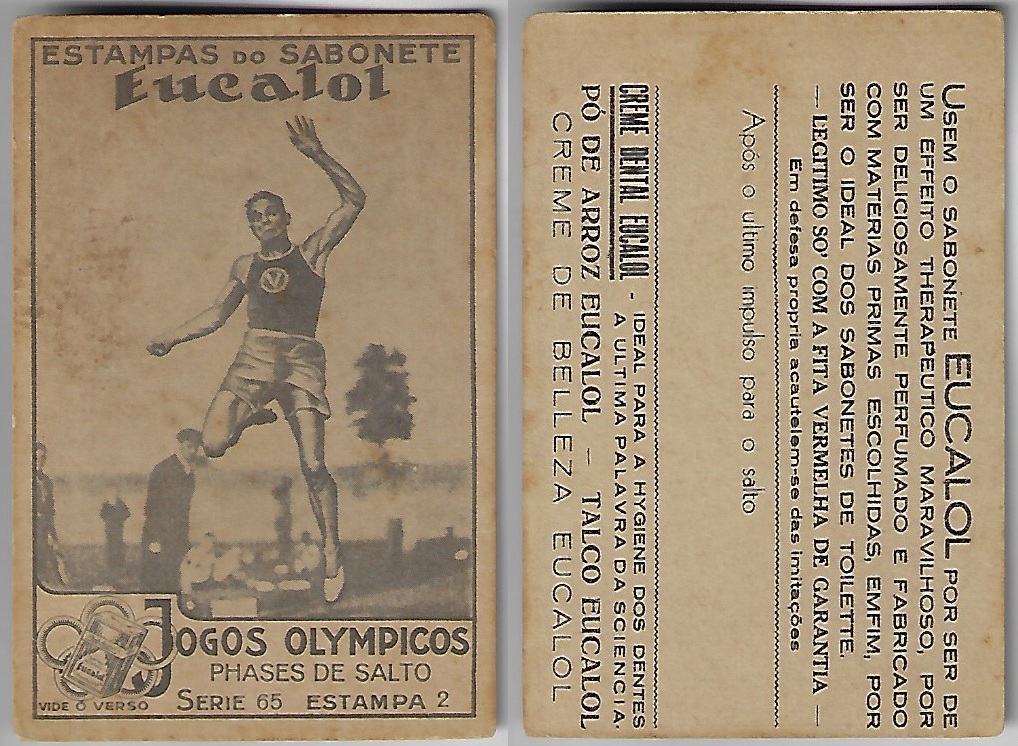 ESTAMPAS DO SABONETE
Eucalol
V
JOGOS OLYMPICOS
PHASES DE SALTO
VIDE O VERSO
SERIE 65 ESTAMPA 2
USEM O SABONETE EUCALOL POR SER DE
UM EFFEITO THERAPEUTICO MARAVILHOSO, POR
SER DELICIOSAMENTE PERFUMADO E FABRICADO
COM MATERIAS PRIMAS ESCOLHIDAS, EMFIM, POR
SER O IDEAL DOS SABONETES DE TOILETTE.
— LEGITIMO SO' COM A FITA VERMELHA DE GARANTIA —
Em defesa propria acautelem-se das imitações
Após o ultimo impulso para o salto
CREME DENTAL EUCALOL - IDEAL PARA A HYGIENE DOS DENTES
A ULTIMA PALAVRA DA SCIENCIA.
PÓ DE ARROZ EUCALOL — TALCO EUCALOL
CREME DE BELLEZA EUCALOL